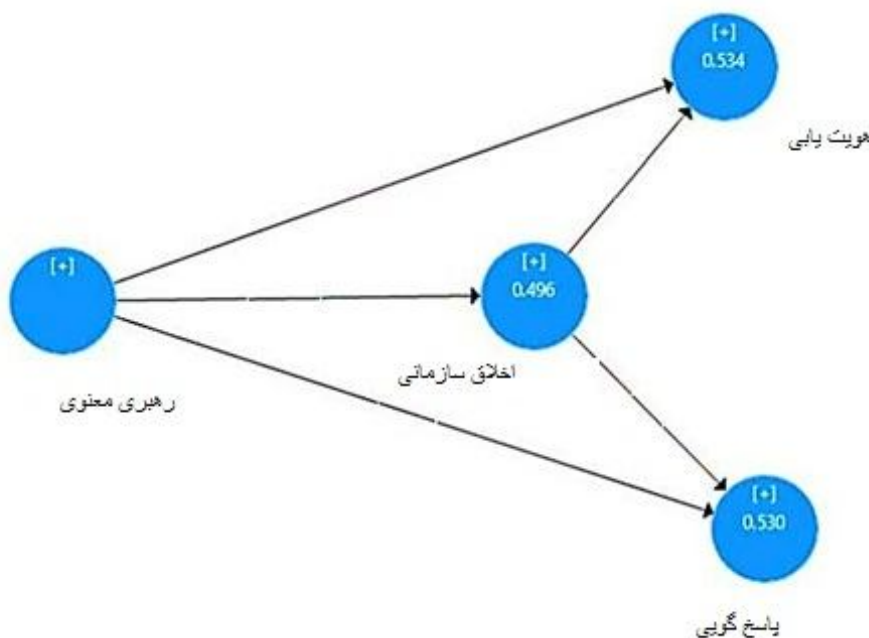 [+]
0.534
هویت یابی
[+]
[+]
0.496
اخلاق سازمانی
رهبری معنوی
[+]
0.530
پاسخ گویی